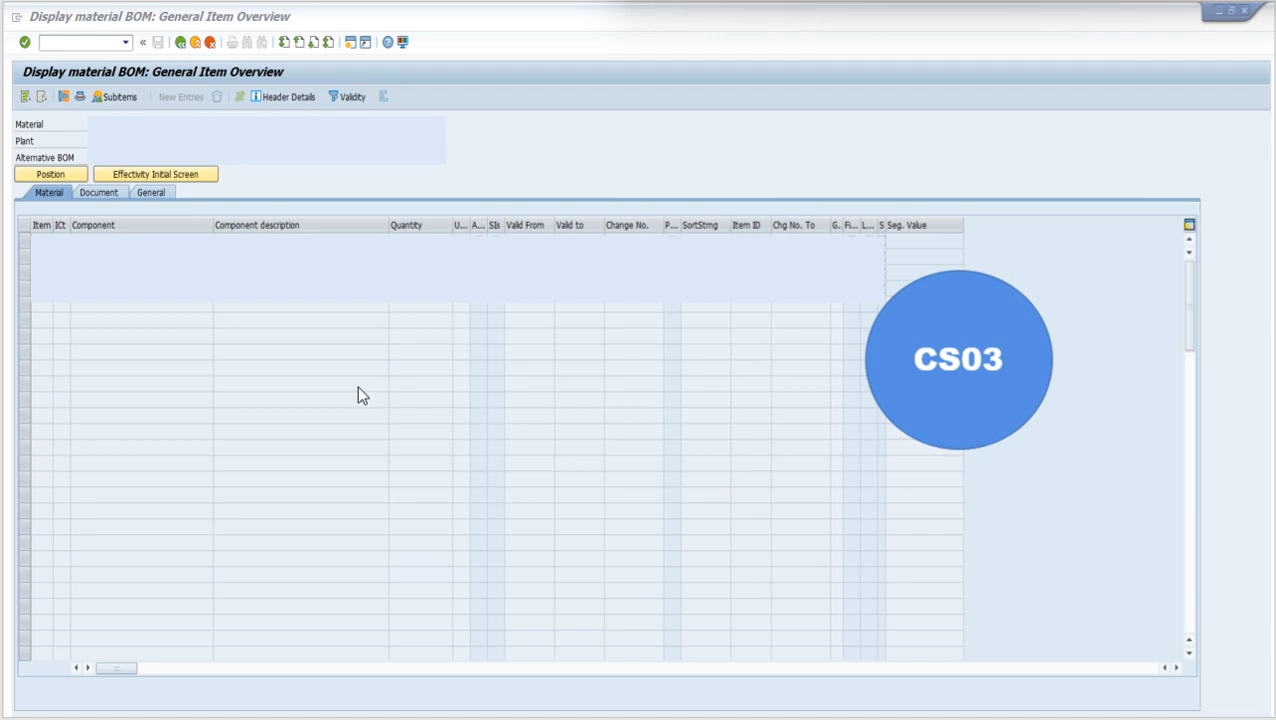 Display material BOM: General Item Overview
«
Display material BOM: General Item Overview
Subitems New Entries Header Details Validity
Material
Plant
Alternative BOM
Position Effectivity Initial Screen
Material Document General
Item ICt Component Component description Quantity U... A... SIs Valid From Valid to Change No. P... SortStrng Item ID Chg No. To G. Fi... L... S Seg. Value
CS03